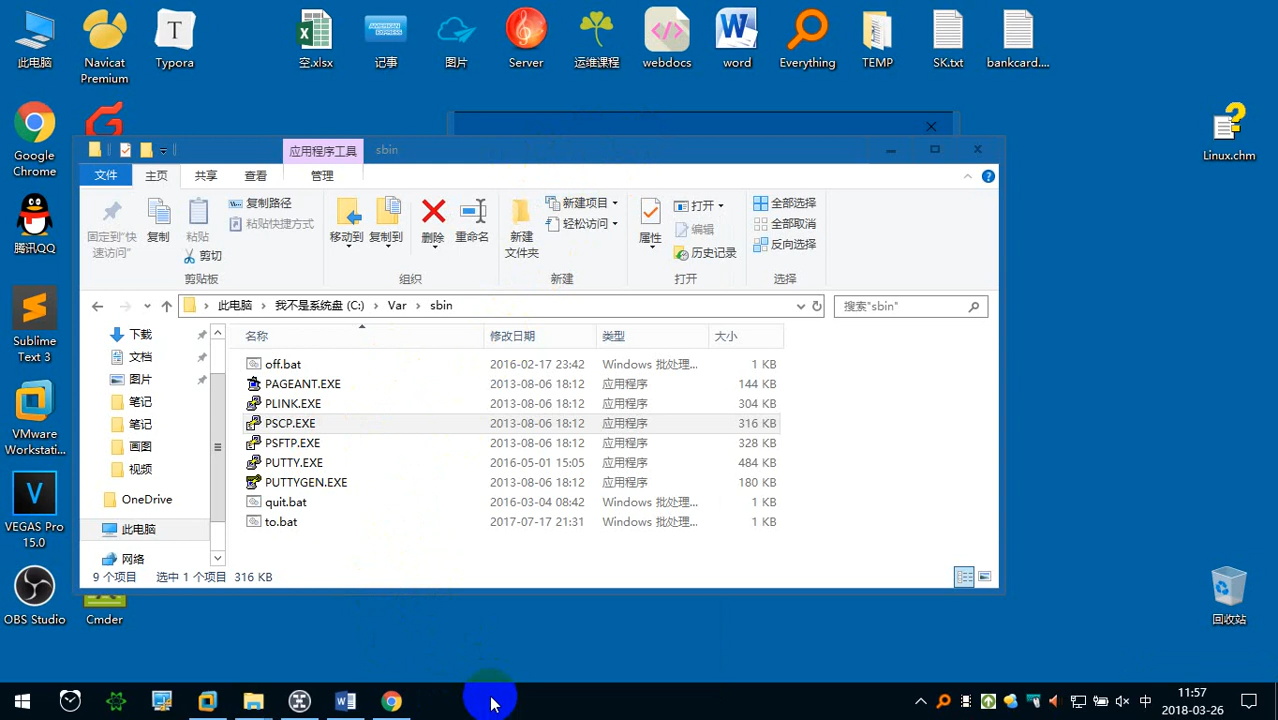 此电脑
Navicat Premium
Typora
空.xlsx
记事
AMERICAN EXPRESS
图片
Server
运维课程
webdocs
word
Everything
TEMP
SK.txt
bankcard....
Google Chrome
腾讯QQ
Sublime Text 3
VMware Workstati...
VEGAS Pro 15.0
OBS Studio
Cmder
Linux.chm
回收站
应用程序工具
sbin
文件
主页
共享
查看
管理
固定到"快速访问"
复制
粘贴
复制路径
粘贴快捷方式
剪切
剪贴板
移动到
复制到
删除
重命名
组织
新建文件夹
新建项目
轻松访问
新建
属性
打开
编辑
历史记录
打开
全部选择
全部取消
反向选择
选择
此电脑 > 我不是系统盘 (C:) > Var > sbin
搜索"sbin"
下载
文档
图片
笔记
笔记
画图
视频
OneDrive
此电脑
网络
名称 修改日期 类型 大小
off.bat 2016-02-17 23:42 Windows 批处理... 1 KB
PAGEANT.EXE 2013-08-06 18:12 应用程序 144 KB
PLINK.EXE 2013-08-06 18:12 应用程序 304 KB
PSCP.EXE 2013-08-06 18:12 应用程序 316 KB
PSFTP.EXE 2013-08-06 18:12 应用程序 328 KB
PUTTY.EXE 2016-05-01 15:05 应用程序 484 KB
PUTTYGEN.EXE 2013-08-06 18:12 应用程序 180 KB
quit.bat 2016-03-04 08:42 Windows 批处理... 1 KB
to.bat 2017-07-17 21:31 Windows 批处理... 1 KB
9 个项目 选中 1 个项目 316 KB
中
11:57
2018-03-26